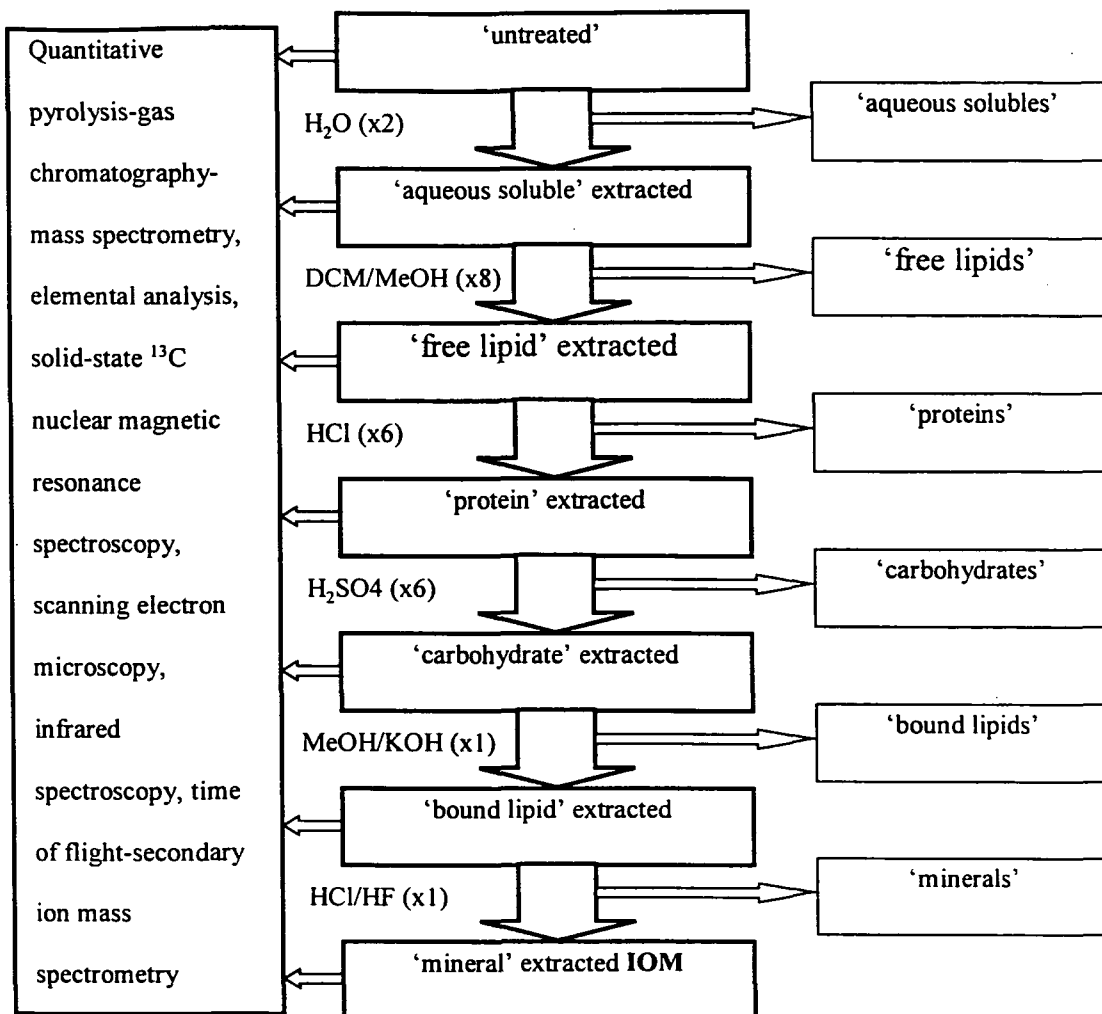 Quantitative
pyrolysis-gas
chromatography-
mass spectrometry,
elemental analysis,
solid-state ¹³C
nuclear magnetic
resonance
spectroscopy,
scanning electron
microscopy,
infrared
spectroscopy, time
of flight-secondary
ion mass
spectrometry
‘untreated’
H₂O (x2)
‘aqueous solubles’
‘aqueous soluble’ extracted
DCM/MeOH (x8)
‘free lipids’
‘free lipid’ extracted
HCl (x6)
‘proteins’
‘protein’ extracted
H₂SO4 (x6)
‘carbohydrates’
‘carbohydrate’ extracted
MeOH/KOH (x1)
‘bound lipids’
‘bound lipid’ extracted
HCl/HF (x1)
‘minerals’
‘mineral’ extracted IOM